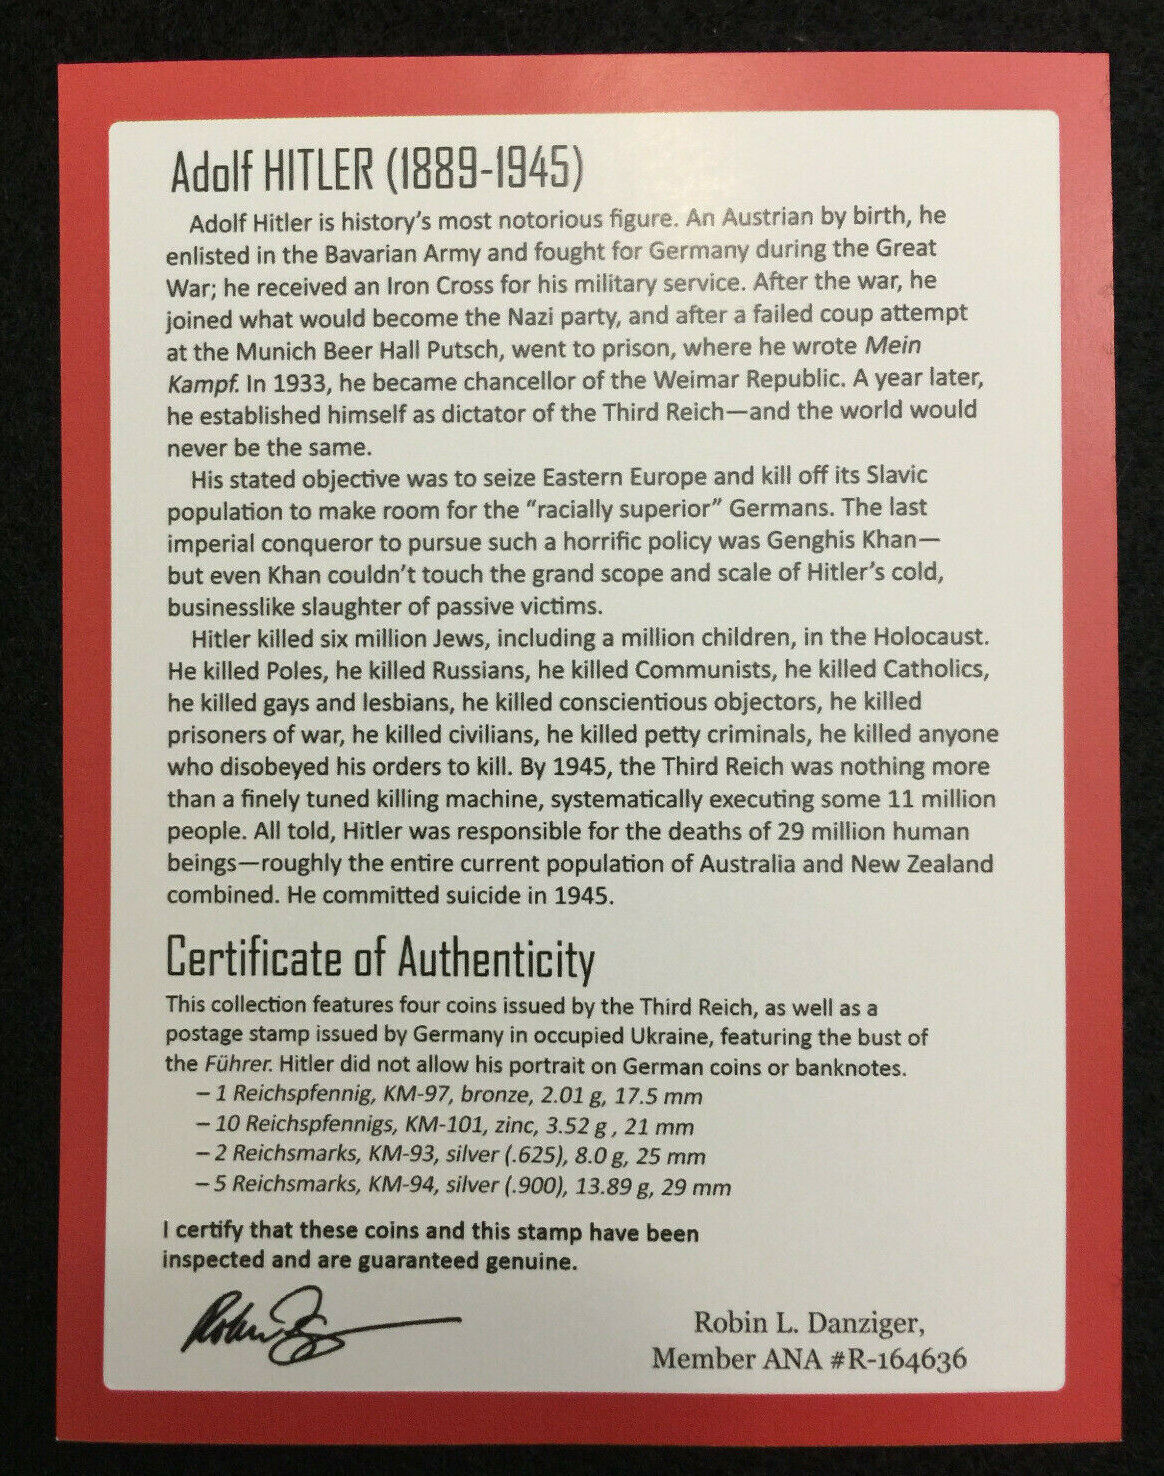 Adolf HITLER (1889-1945)
Adolf Hitler is history's most notorious figure. An Austrian by birth, he
enlisted in the Bavarian Army and fought for Germany during the Great
War; he received an Iron Cross for his military service. After the war, he
joined what would become the Nazi party, and after a failed coup attempt
at the Munich Beer Hall Putsch, went to prison, where he wrote Mein
Kampf. In 1933, he became chancellor of the Weimar Republic. A year later,
he established himself as dictator of the Third Reich—and the world would
never be the same.
His stated objective was to seize Eastern Europe and kill off its Slavic
population to make room for the "racially superior" Germans. The last
imperial conqueror to pursue such a horrific policy was Genghis Khan—
but even Khan couldn't touch the grand scope and scale of Hitler's cold,
businesslike slaughter of passive victims.
Hitler killed six million Jews, including a million children, in the Holocaust.
He killed Poles, he killed Russians, he killed Communists, he killed Catholics,
he killed gays and lesbians, he killed conscientious objectors, he killed
prisoners of war, he killed civilians, he killed petty criminals, he killed anyone
who disobeyed his orders to kill. By 1945, the Third Reich was nothing more
than a finely tuned killing machine, systematically executing some 11 million
people. All told, Hitler was responsible for the deaths of 29 million human
beings—roughly the entire current population of Australia and New Zealand
combined. He committed suicide in 1945.
Certificate of Authenticity
This collection features four coins issued by the Third Reich, as well as a
postage stamp issued by Germany in occupied Ukraine, featuring the bust of
the Führer. Hitler did not allow his portrait on German coins or banknotes.
– 1 Reichspfennig, KM-97, bronze, 2.01 g, 17.5 mm
– 10 Reichspfennigs, KM-101, zinc, 3.52 g , 21 mm
– 2 Reichsmarks, KM-93, silver (.625), 8.0 g, 25 mm
– 5 Reichsmarks, KM-94, silver (.900), 13.89 g, 29 mm
I certify that these coins and this stamp have been
inspected and are guaranteed genuine.
Robin L. Danziger,
Member ANA #R-164636